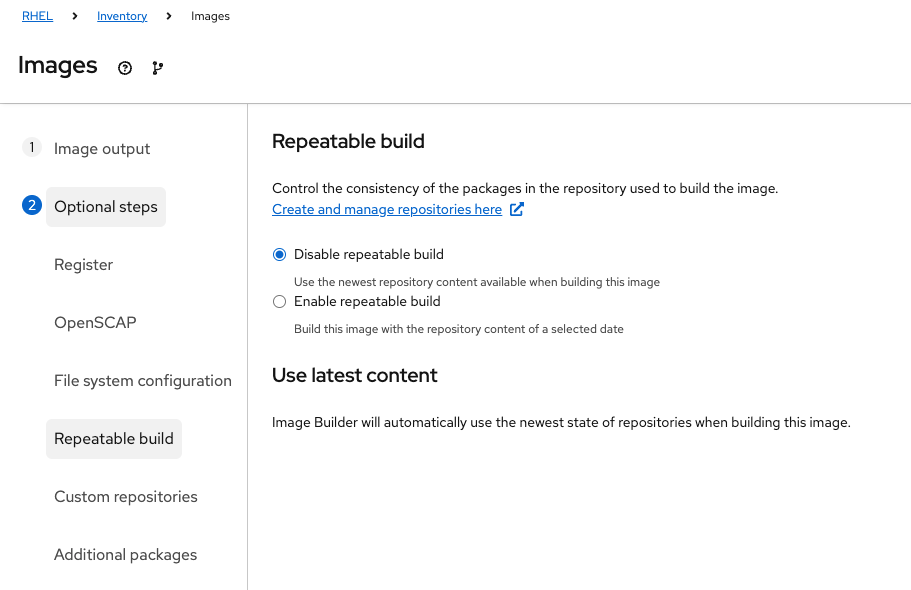 RHEL > Inventory > Images
Images
1 Image output
2 Optional steps
Register
OpenSCAP
File system configuration
Repeatable build
Custom repositories
Additional packages
Repeatable build
Control the consistency of the packages in the repository used to build the image.
Create and manage repositories here
Disable repeatable build
Use the newest repository content available when building this image
Enable repeatable build
Build this image with the repository content of a selected date
Use latest content
Image Builder will automatically use the newest state of repositories when building this image.